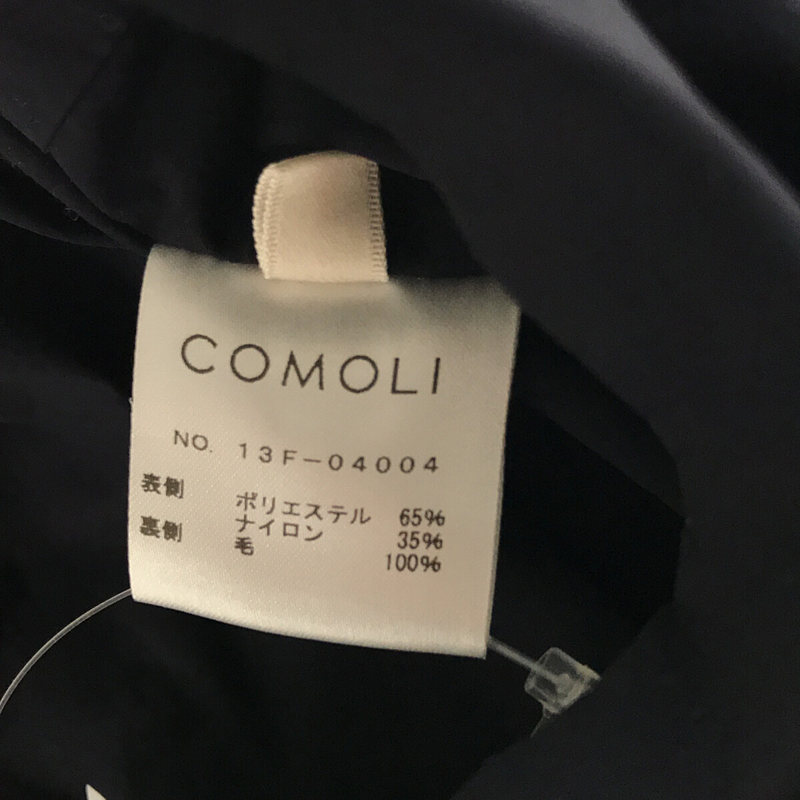 COMOLI
NO. 13F-04004
表側 ポリエステル 65%
ナイロン 35%
裏側 毛 100%